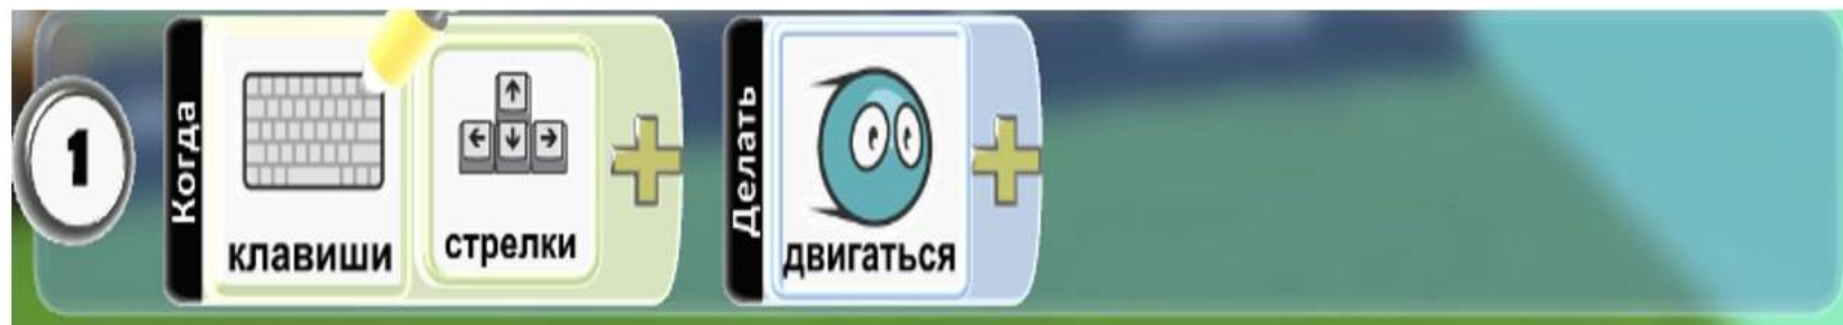 1
Когда
клавиши
стрелки
Делать
двигаться